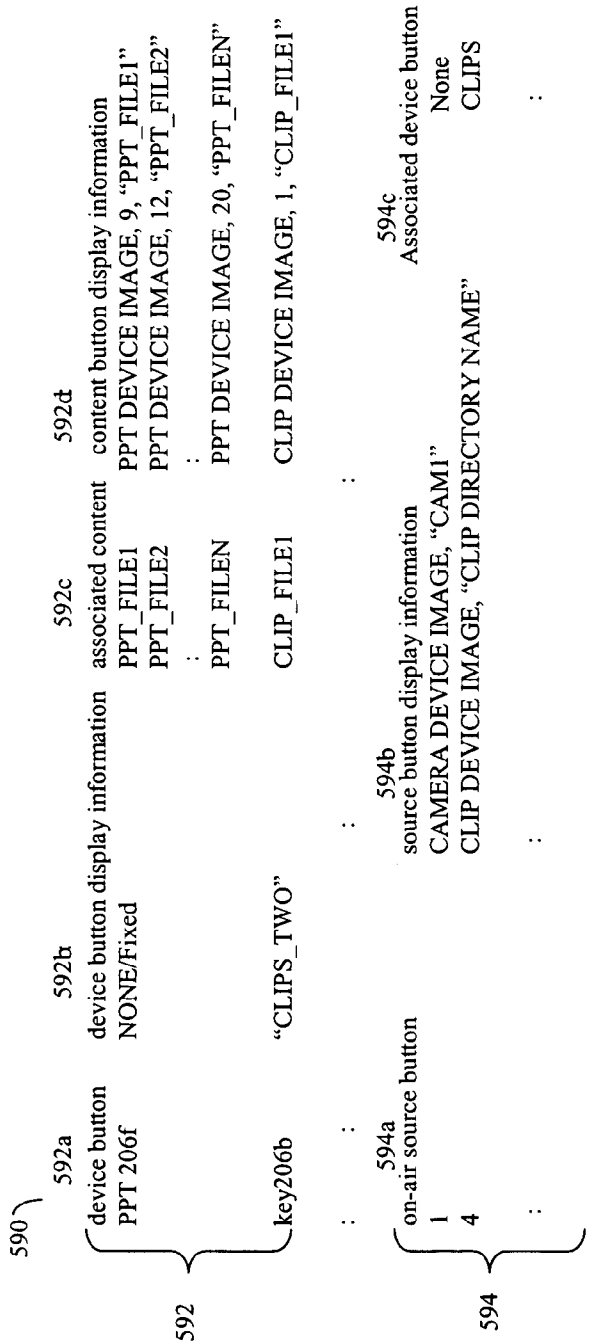 590
592a 592b 592c 592d
device button device button display information associated content content button display information
PPT 206f NONE/Fixed PPT_FILE1 PPT DEVICE IMAGE, 9, “PPT_FILE1”
PPT_FILE2 PPT DEVICE IMAGE, 12, “PPT_FILE2”
: :
PPT_FILEN PPT DEVICE IMAGE, 20, “PPT_FILEN”
592
key206b “CLIPS_TWO” CLIP_FILE1 CLIP DEVICE IMAGE, 1, “CLIP_FILE1”
: : : : :
594a 594b 594c
on-air source button source button display information Associated device button
1 CAMERA DEVICE IMAGE, “CAM1” None
4 CLIP DEVICE IMAGE, “CLIP DIRECTORY NAME” CLIPS
594
: : :